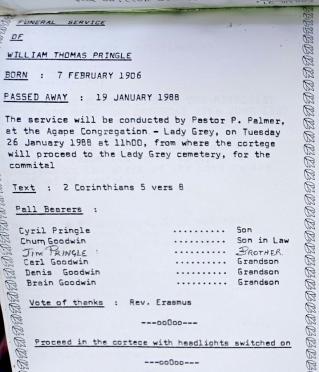 FUNERAL SERVICE
OF
WILLIAM THOMAS PRINGLE
BORN : 7 FEBRUARY 1906
PASSED AWAY : 19 JANUARY 1988
The service will be conducted by Pastor P. Palmer,
at the Agape Congregation - Lady Grey, on Tuesday
26 January 1988 at 11h00, from where the cortege
will proceed to the Lady Grey cemetery, for the
commital
Text : 2 Corinthians 5 vers 8
Pall Bearers :
Cyril Pringle .......... Son
Chum Goodwin .......... Son in Law
JIM PRINGLE .......... BROTHER
Carl Goodwin .......... Grandson
Denis Goodwin .......... Grandson
Brain Goodwin .......... Grandson
Vote of thanks : Rev. Erasmus
---ooOoo---
Proceed in the cortece with headlights switched on
---ooOoo---